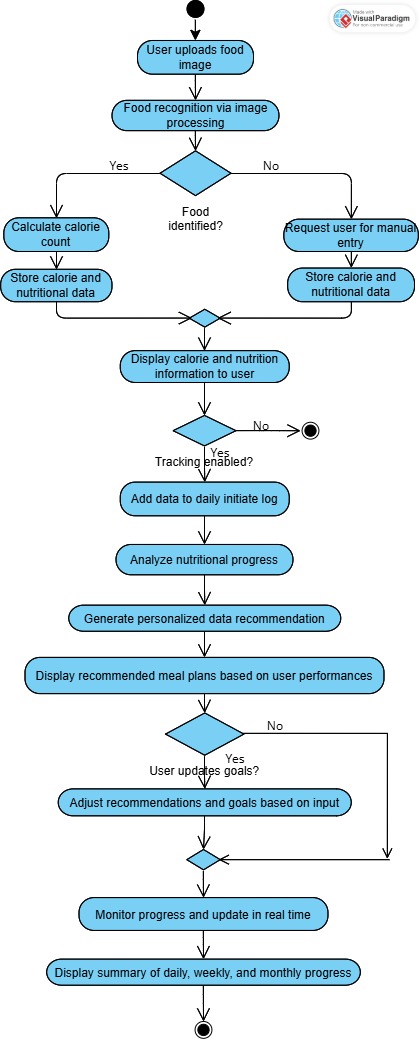 Made with
VisualParadigm
For non-commercial use
User uploads food
image
Food recognition via image
processing
Yes
No
Food
identified?
Calculate calorie
count
Request user for manual
entry
Store calorie and
nutritional data
Store calorie and
nutritional data
Display calorie and nutrition
information to user
No
Yes
Tracking enabled?
Add data to daily initiate log
Analyze nutritional progress
Generate personalized data recommendation
Display recommended meal plans based on user performances
No
Yes
User updates goals?
Adjust recommendations and goals based on input
Monitor progress and update in real time
Display summary of daily, weekly, and monthly progress